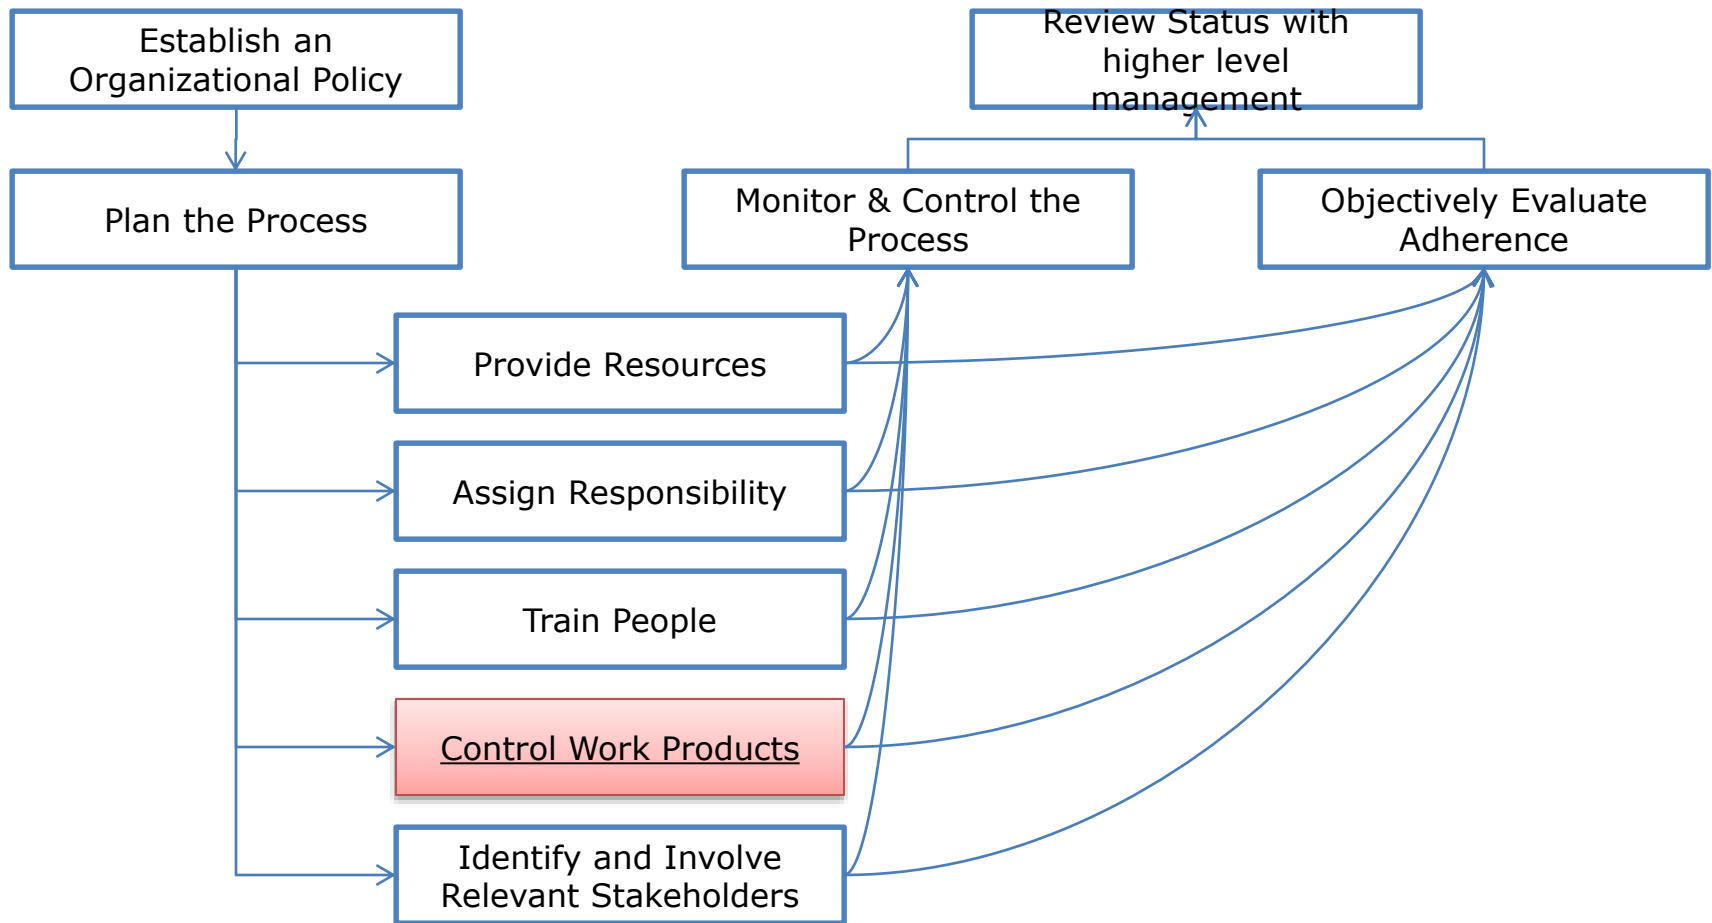 Establish an
Organizational Policy
Review Status with
higher level
management
Plan the Process
Monitor & Control the
Process
Objectively Evaluate
Adherence
Provide Resources
Assign Responsibility
Train People
Control Work Products
Identify and Involve
Relevant Stakeholders